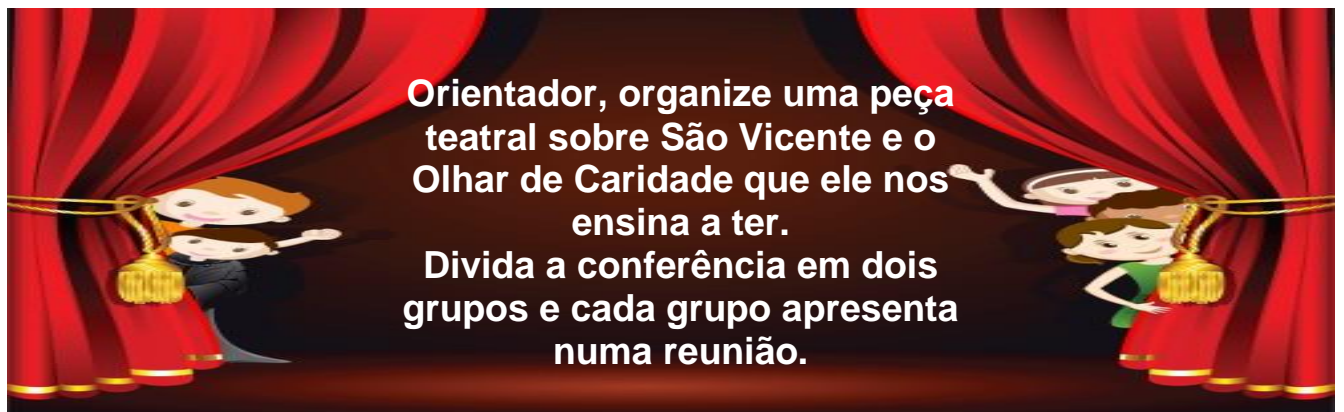 Orientador, organize uma peça
teatral sobre São Vicente e o
Olhar de Caridade que ele nos
ensina a ter.
Divida a conferência em dois
grupos e cada grupo apresenta
numa reunião.